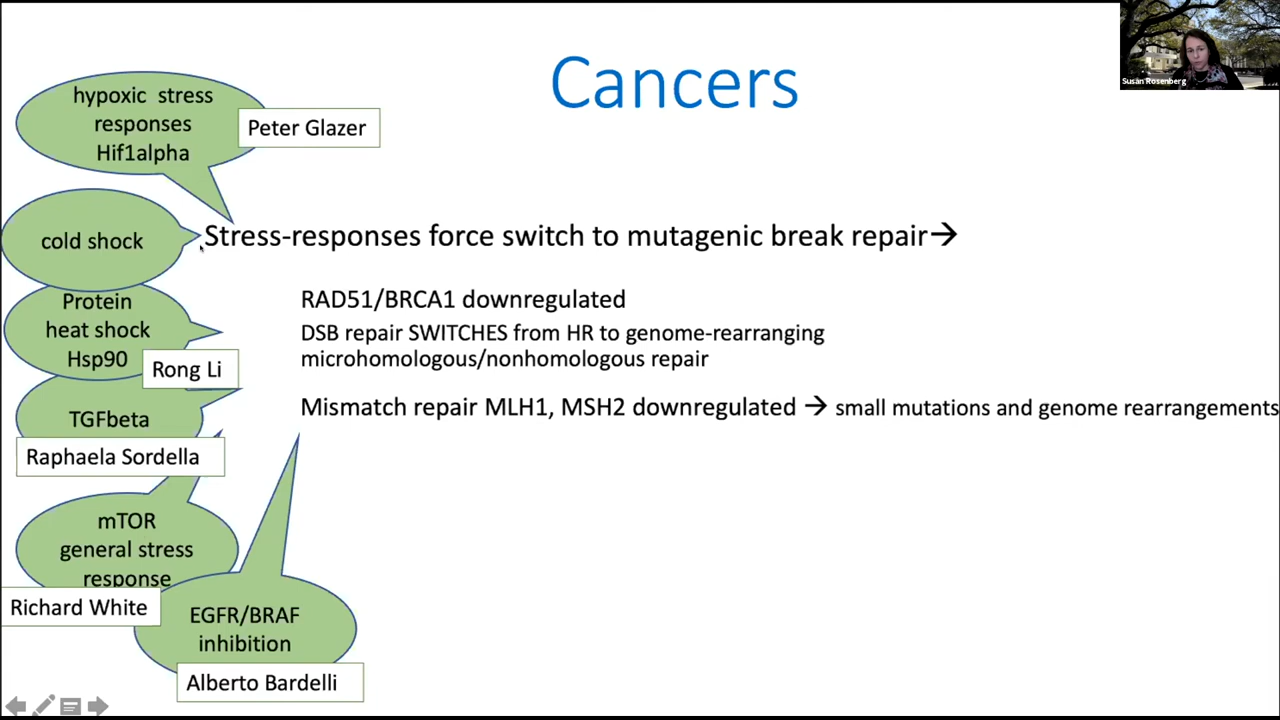 Cancers
Susan Rosenberg
hypoxic stress
responses
Hif1alpha
Peter Glazer
cold shock
Stress-responses force switch to mutagenic break repair→
Protein
heat shock
Hsp90
Rong Li
RAD51/BRCA1 downregulated
DSB repair SWITCHES from HR to genome-rearranging
microhomologous/nonhomologous repair
TGFbeta
Raphaela Sordella
Mismatch repair MLH1, MSH2 downregulated → small mutations and genome rearrangements
mTOR
general stress
response
Richard White
EGFR/BRAF
inhibition
Alberto Bardelli